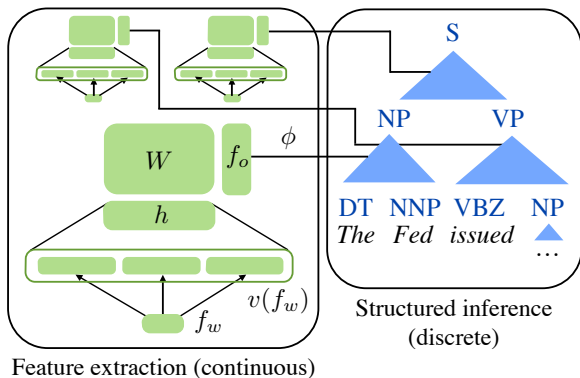 S
NP VP
W f_o ϕ
h
DT NNP VBZ NP
The Fed issued
...
v(f_w)
f_w
Structured inference
(discrete)
Feature extraction (continuous)